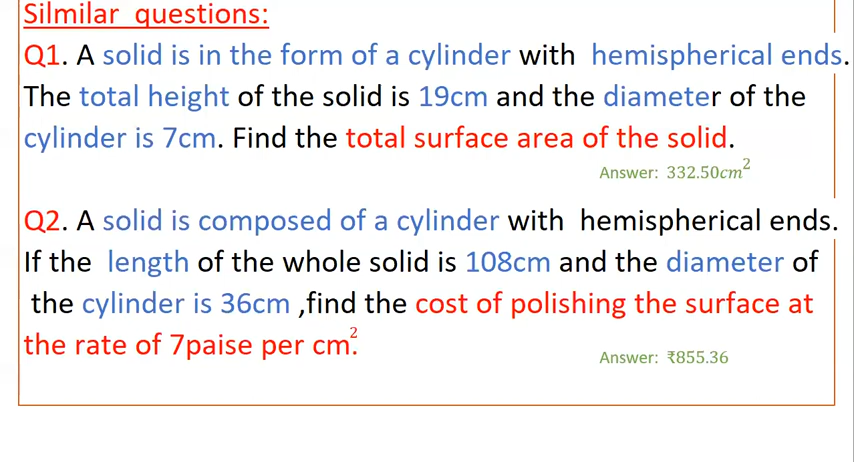 Silmilar questions:
Q1. A solid is in the form of a cylinder with hemispherical ends.
The total height of the solid is 19cm and the diameter of the
cylinder is 7cm. Find the total surface area of the solid.
Answer: 332.50cm²
Q2. A solid is composed of a cylinder with hemispherical ends.
If the length of the whole solid is 108cm and the diameter of
the cylinder is 36cm ,find the cost of polishing the surface at
the rate of 7paise per cm².
Answer: ₹855.36